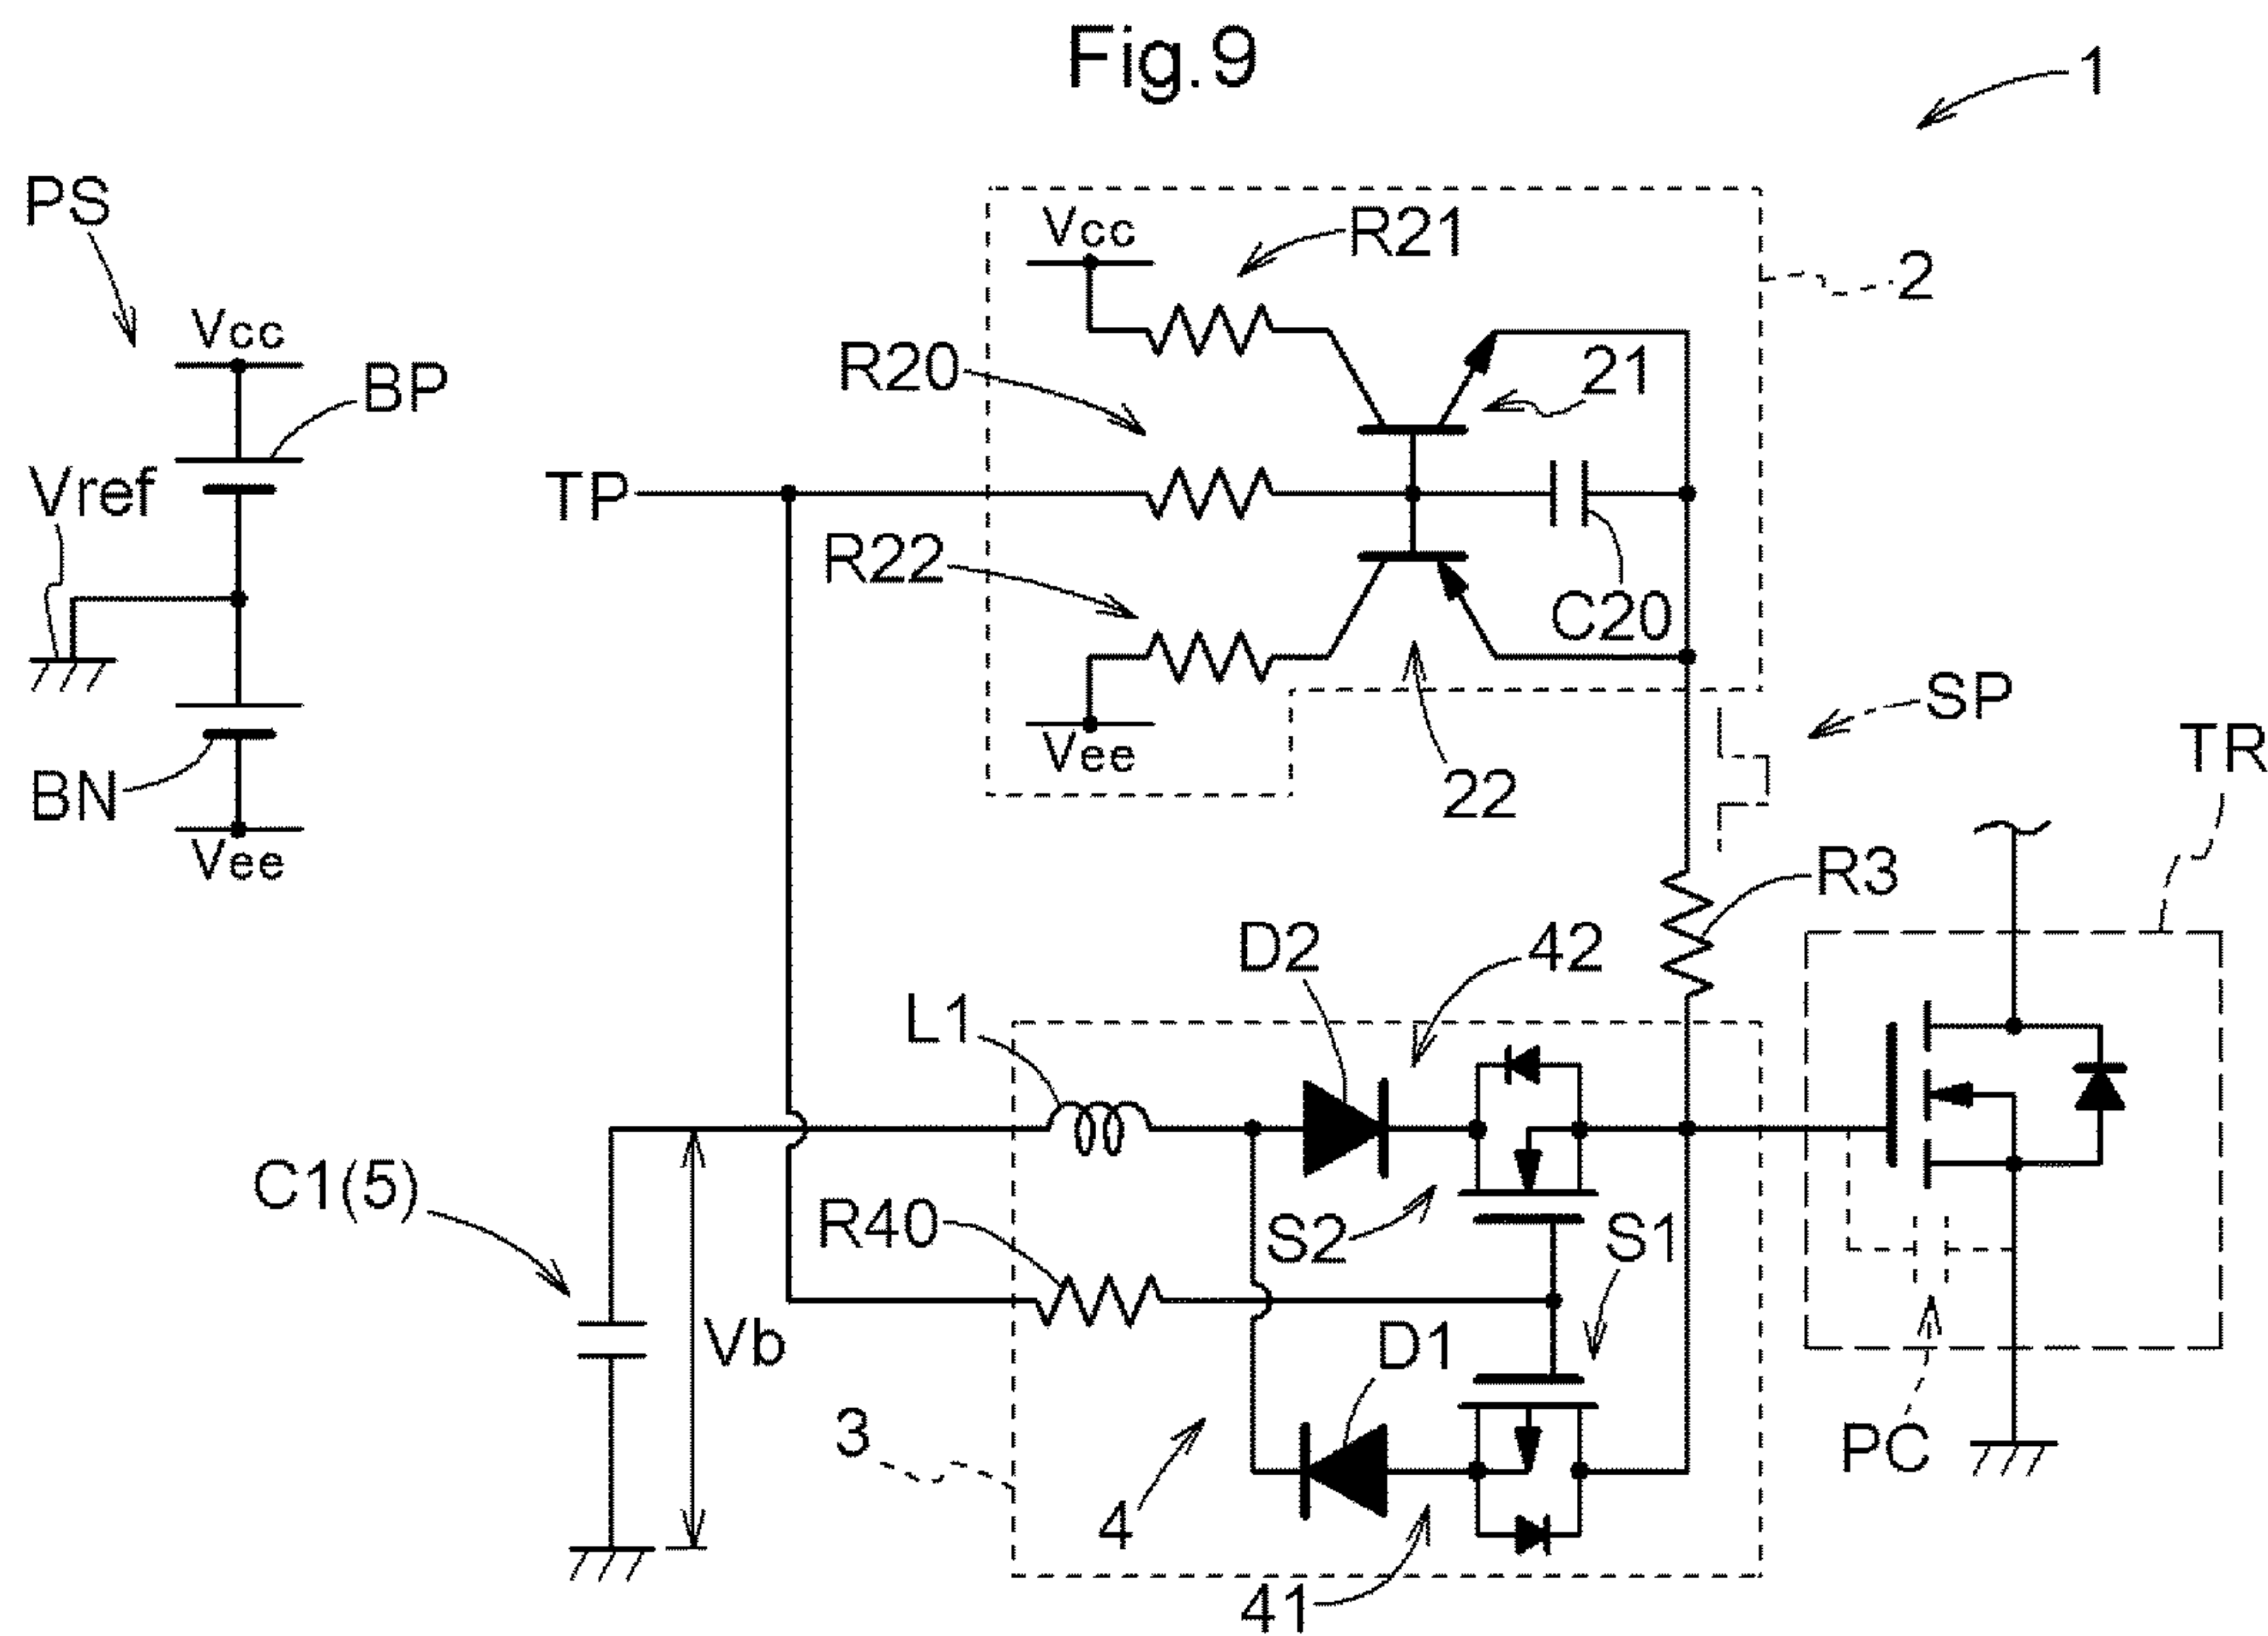 Fig.9
1
PS
Vcc
R21
2
Vcc
R20
21
BP
Vref
TP
R22
C20
SP
Vee
22
TR
BN
Vee
R3
D2
42
L1
C1(5)
R40
S2
S1
Vb
D1
3
4
PC
41